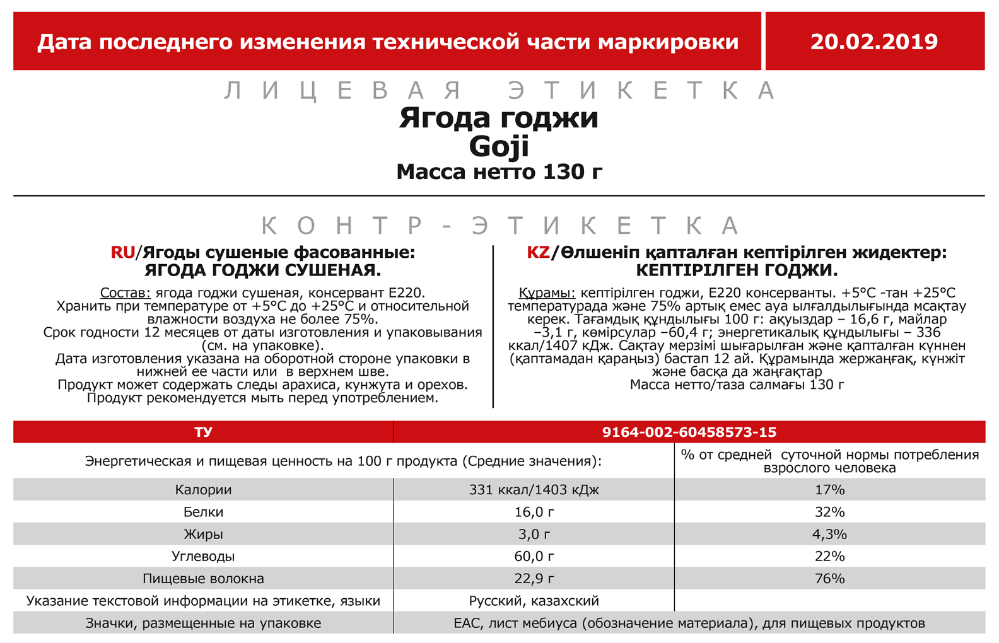 Дата последнего изменения технической части маркировки
20.02.2019
ЛИЦЕВАЯ ЭТИКЕТКА
Ягода годжи
Goji
Масса нетто 130 г
КОНТР-ЭТИКЕТКА
RU/Ягоды сушеные фасованные:
ЯГОДА ГОДЖИ СУШЕНАЯ.
Состав: ягода годжи сушеная, консервант Е220.
Хранить при температуре от +5°С до +25°С и относительной
влажности воздуха не более 75%.
Срок годности 12 месяцев от даты изготовления и упаковывания
(см. на упаковке).
Дата изготовления указана на оборотной стороне упаковки в
нижней ее части или  в верхнем шве.
Продукт может содержать следы арахиса, кунжута и орехов.
Продукт рекомендуется мыть перед употреблением.
KZ/Өлшеніп қапталған кептірілген жидектер:
КЕПТІРІЛГЕН ГОДЖИ.
Құрамы: кептірілген годжи, Е220 консерванты. +5°С -тан +25°С
температурада және 75% артық емес ауа ылғалдылығында мсақтау
керек. Тағамдық құндылығы 100 г: ақуыздар – 16,6 г, майлар
–3,1 г, көмірсулар –60,4 г; энергетикалық құндылығы – 336
ккал/1407 кДж. Сақтау мерзімі шығарылған және қапталған күннен
(қаптамадан қараңыз) бастап 12 ай. Құрамында жержаңғақ, күнжіт
және басқа да жаңғақтар
Масса нетто/таза салмағы 130 г
ТУ
9164-002-60458573-15
Энергетическая и пищевая ценность на 100 г продукта (Средние значения):
% от средней  суточной нормы потребления
взрослого человека
Калории
331 ккал/1403 кДж
17%
Белки
16,0 г
32%
Жиры
3,0 г
4,3%
Углеводы
60,0 г
22%
Пищевые волокна
22,9 г
76%
Указание текстовой информации на этикетке, языки
Русский, казахский
Значки, размещенные на упаковке
ЕАС, лист мебиуса (обозначение материала), для пищевых продуктов